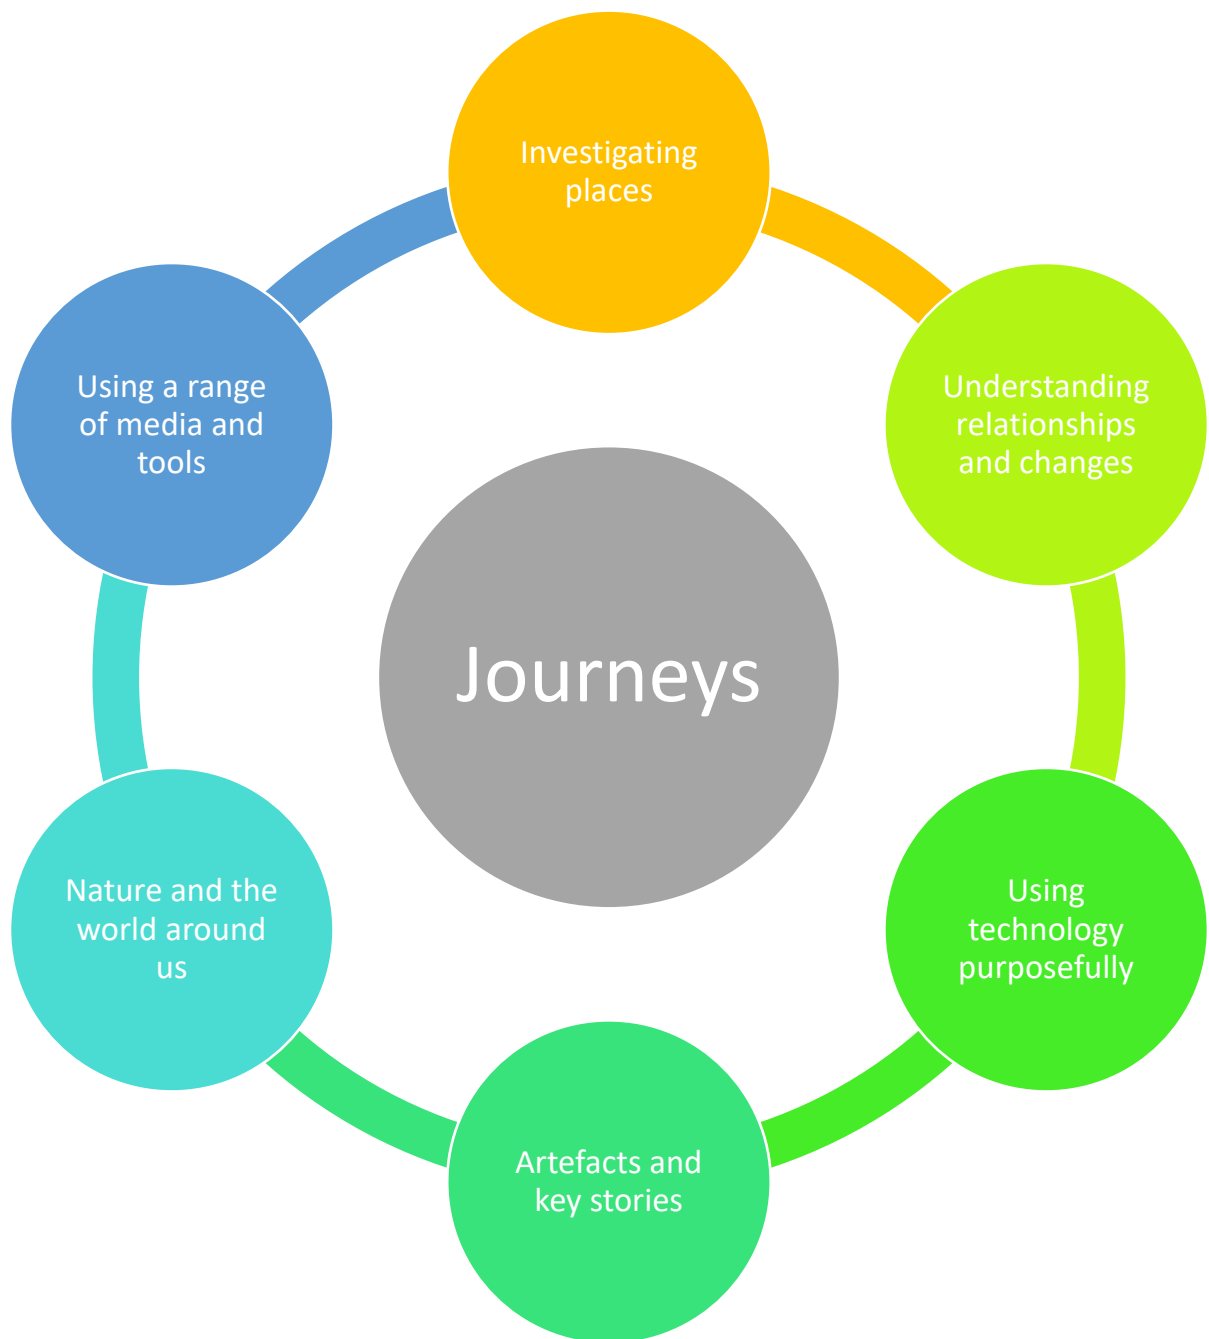 Investigating
places
Understanding
relationships
and changes
Using
technology
purposefully
Artefacts and
key stories
Nature and the
world around
us
Using a range
of media and
tools
Journeys